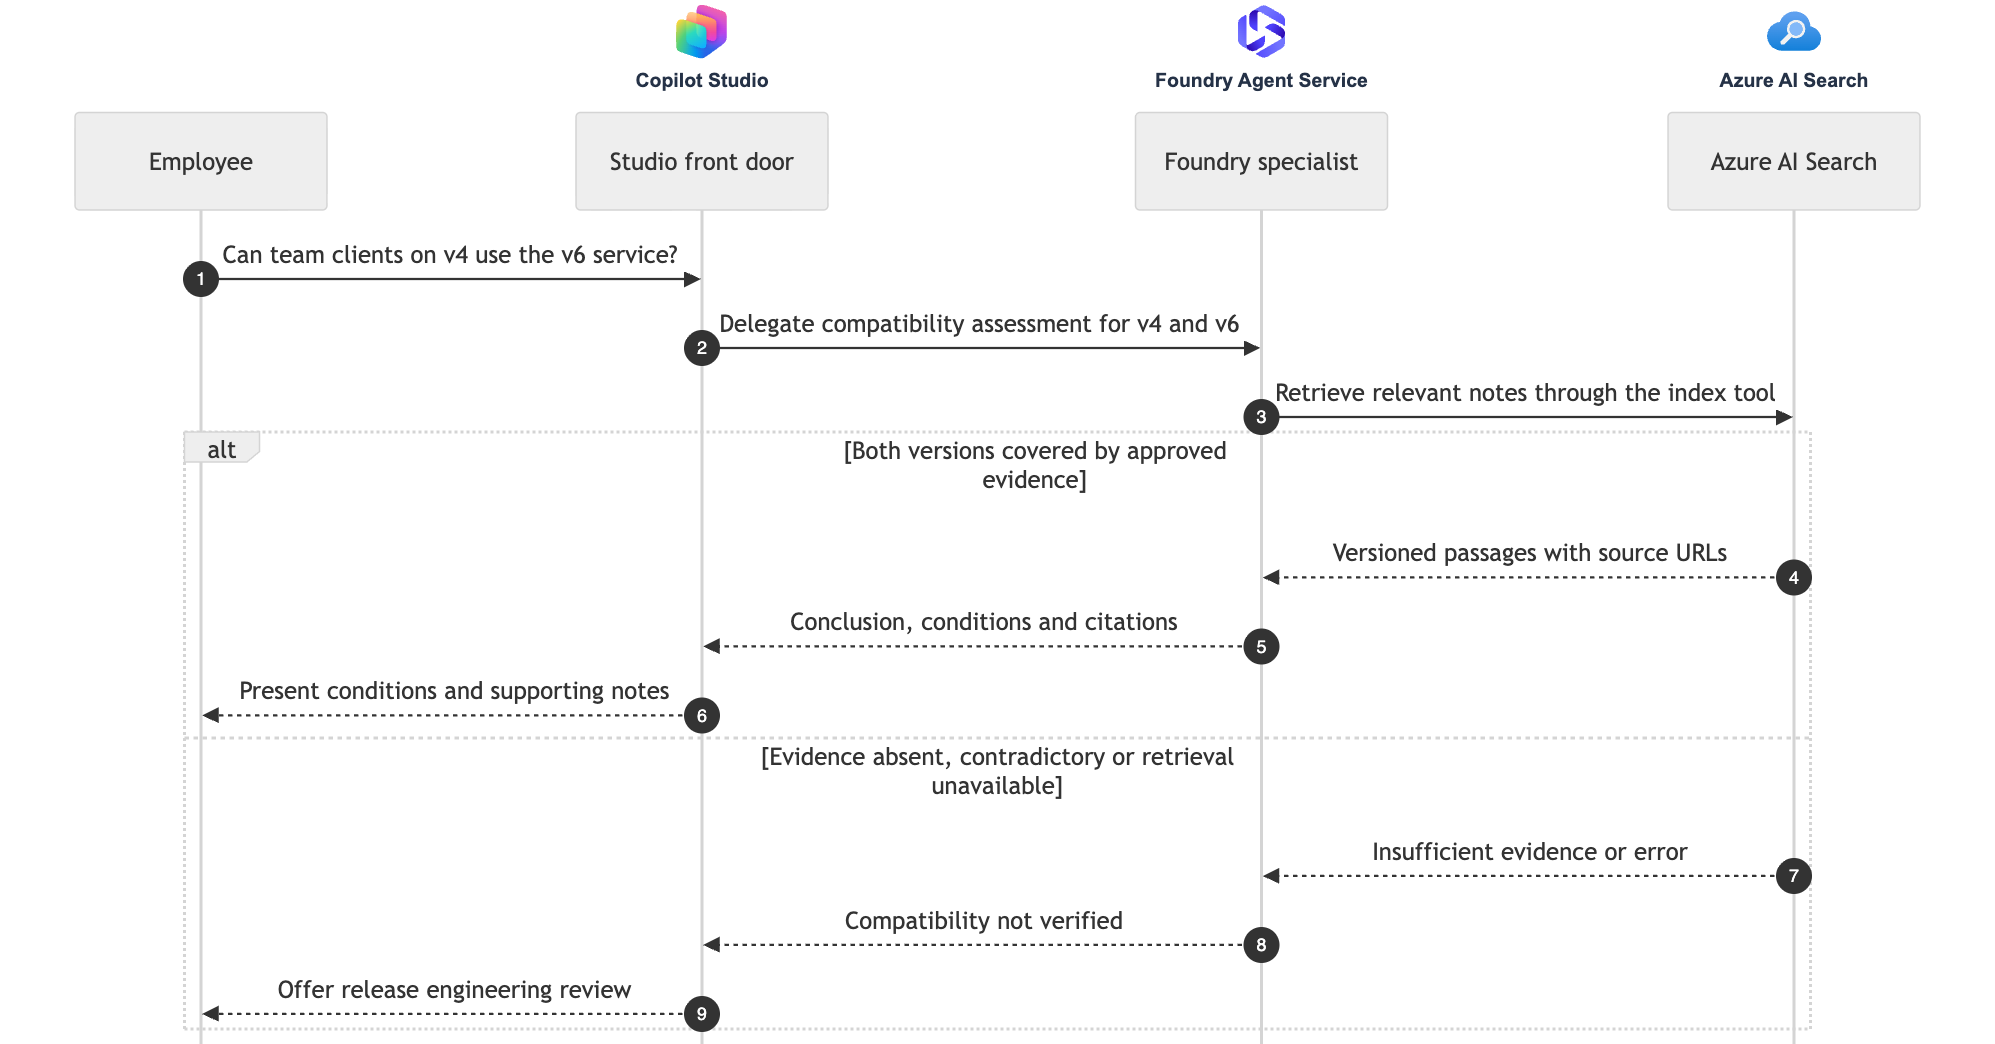 Copilot Studio
Foundry Agent Service
Azure AI Search
Employee
Studio front door
Foundry specialist
Azure AI Search
Can team clients on v4 use the v6 service?
1
Delegate compatibility assessment for v4 and v6
2
Retrieve relevant notes through the index tool
3
alt
[Both versions covered by approved
evidence]
Versioned passages with source URLs
4
Conclusion, conditions and citations
5
Present conditions and supporting notes
6
[Evidence absent, contradictory or retrieval
unavailable]
Insufficient evidence or error
7
Compatibility not verified
8
Offer release engineering review
9